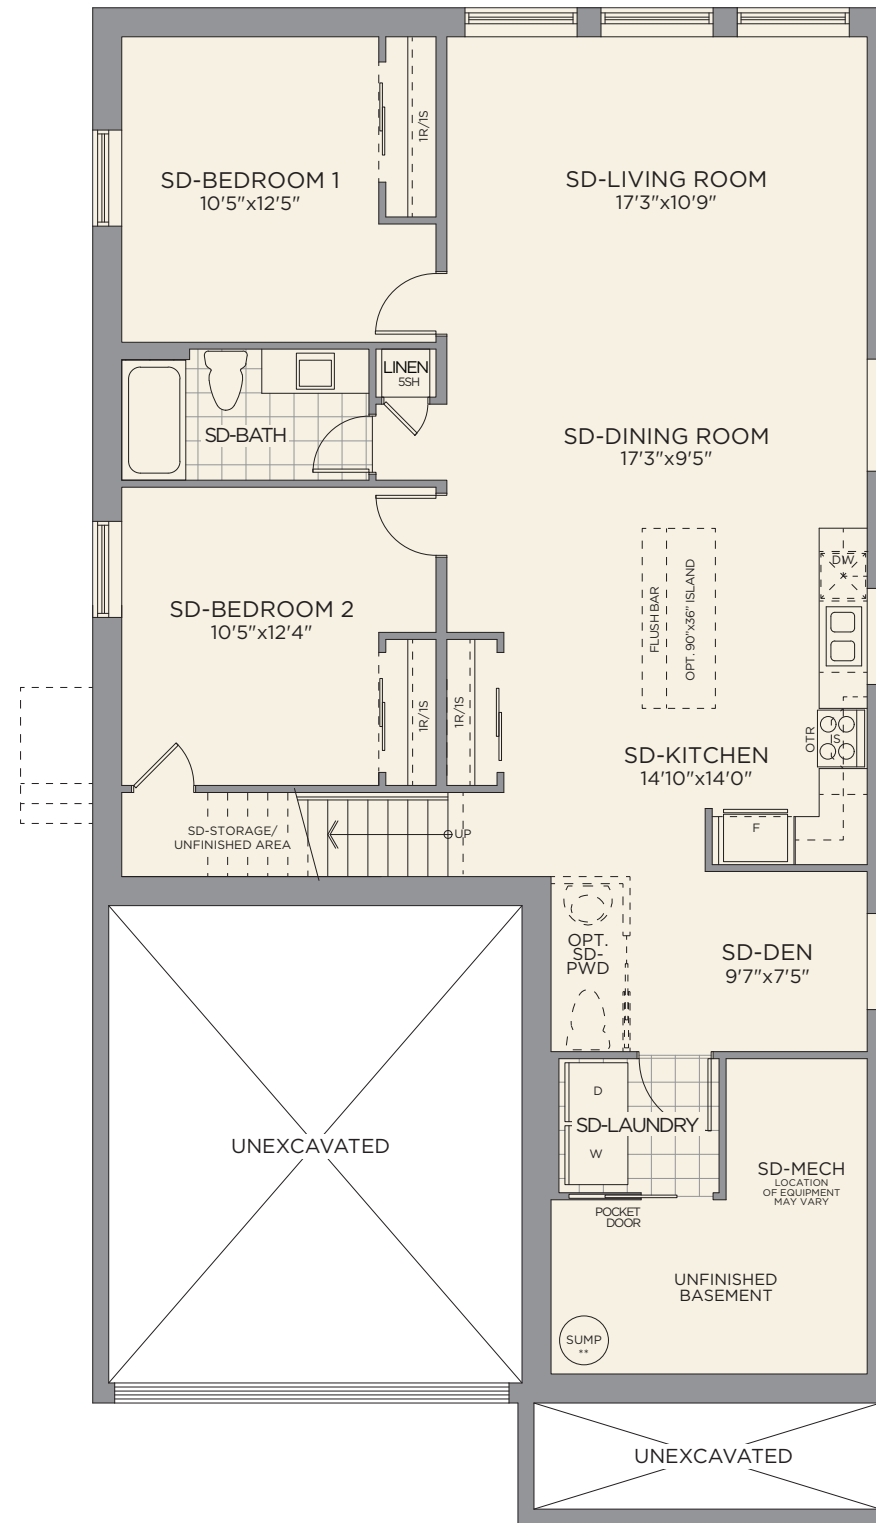 SD-BEDROOM 1
10'5"x12'5"
1R/1S
SD-LIVING ROOM
17'3"x10'9"
LINEN
5SH
SD-BATH
SD-DINING ROOM
17'3"x9'5"
SD-BEDROOM 2
10'5"x12'4"
1R/1S
1R/1S
FLUSH BAR
OPT. 90"x36" ISLAND
DW
SD-KITCHEN
14'10"x14'0"
OTR
IS
F
SD-STORAGE/
UNFINISHED AREA
UP
OPT.
SD-
PWD
SD-DEN
9'7"x7'5"
UNEXCAVATED
D
SD-LAUNDRY
W
SD-MECH
LOCATION
OF EQUIPMENT
MAY VARY
POCKET
DOOR
UNFINISHED
BASEMENT
SUMP
**
UNEXCAVATED